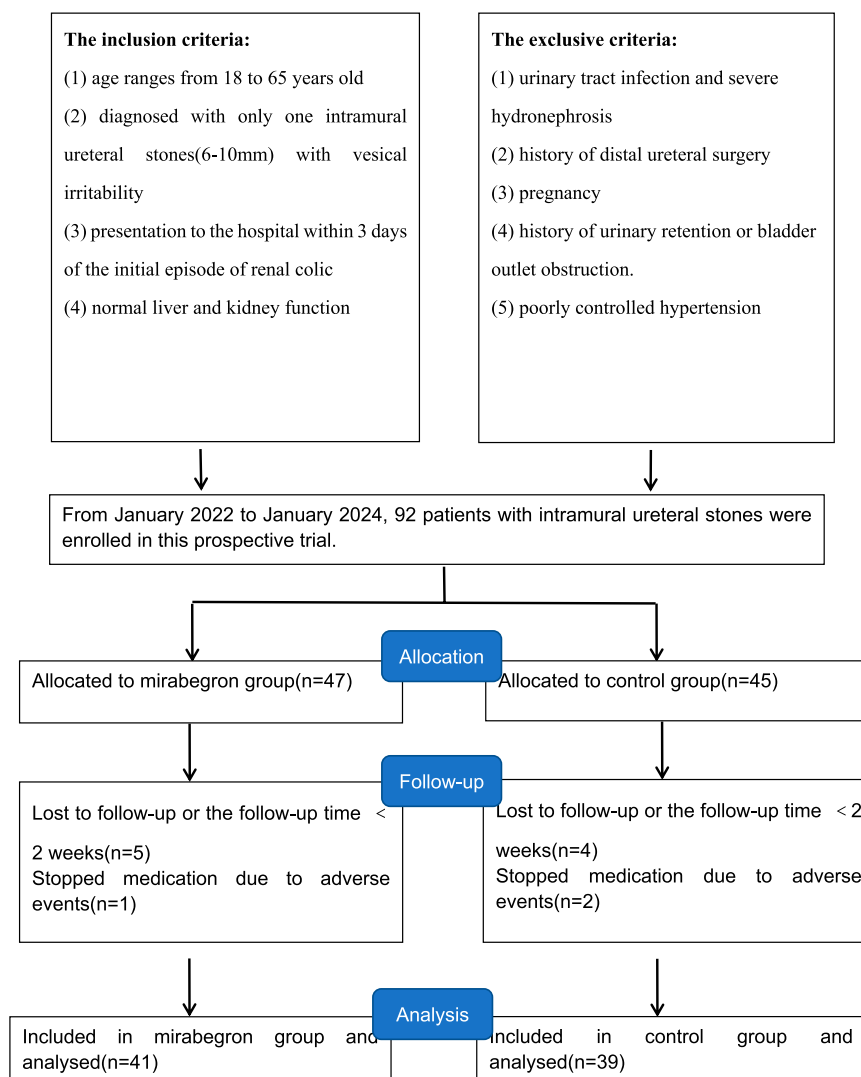 The inclusion criteria:
(1) age ranges from 18 to 65 years old
(2) diagnosed with only one intramural
ureteral stones(6-10mm) with vesical
irritability
(3) presentation to the hospital within 3 days
of the initial episode of renal colic
(4) normal liver and kidney function
The exclusive criteria:
(1) urinary tract infection and severe
hydronephrosis
(2) history of distal ureteral surgery
(3) pregnancy
(4) history of urinary retention or bladder
outlet obstruction.
(5) poorly controlled hypertension
From January 2022 to January 2024, 92 patients with intramural ureteral stones were
enrolled in this prospective trial.
Allocation
Allocated to mirabegron group(n=47)
Allocated to control group(n=45)
Follow-up
Lost to follow-up or the follow-up time <
2 weeks(n=5)
Stopped medication due to adverse
events(n=1)
Lost to follow-up or the follow-up time < 2
weeks(n=4)
Stopped medication due to adverse
events(n=2)
Analysis
Included in mirabegron group and
analysed(n=41)
Included in control group and
analysed(n=39)